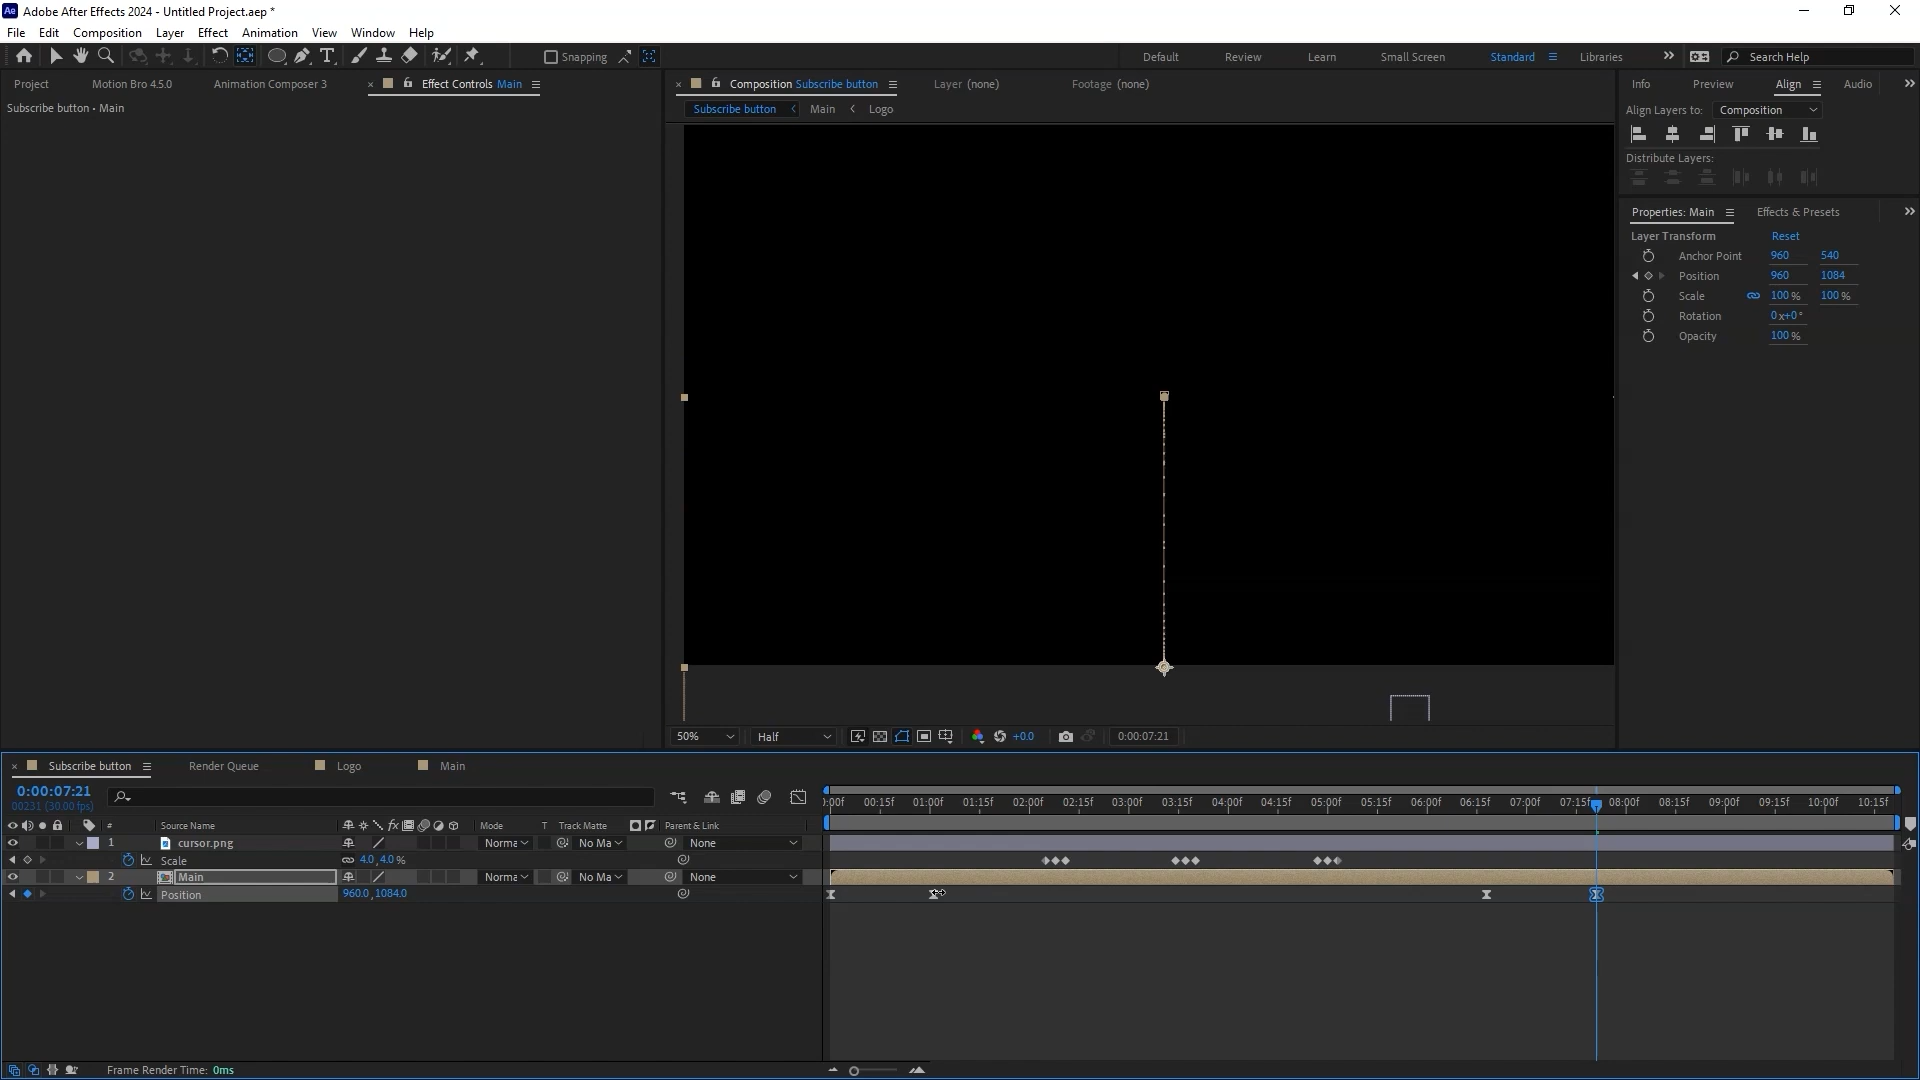 Adobe After Effects 2024 - Untitled Project.aep *
File Edit Composition Layer Effect Animation View Window Help
Snapping Default Review Learn Small Screen Standard Libraries Search Help
Project Motion Bro 4.5.0 Animation Composer 3 Effect Controls Main
Subscribe button • Main
Composition Subscribe button Layer (none) Footage (none)
Subscribe button Main Logo
Info Preview Align Audio
Align Layers to: Composition
Distribute Layers:
Properties: Main Effects & Presets
Layer Transform Reset
Anchor Point 960 540
Position 960 1084
Scale 100 % 100 %
Rotation 0x+0°
Opacity 100 %
50% Half +0.0 0:00:07:21
Subscribe button Render Queue Logo Main
0:00:07:21
00231 (30.00 fps)
:00f 00:15f 01:00f 01:15f 02:00f 02:15f 03:00f 03:15f 04:00f 04:15f 05:00f 05:15f 06:00f 06:15f 07:00f 07:15f 08:00f 08:15f 09:00f 09:15f 10:00f 10:15f
# Source Name Mode T Track Matte Parent & Link
1 cursor.png Norma No Ma None
Scale 4.0, 4.0 %
2 Main Norma No Ma None
Position 960.0, 1084.0
Frame Render Time: 0ms